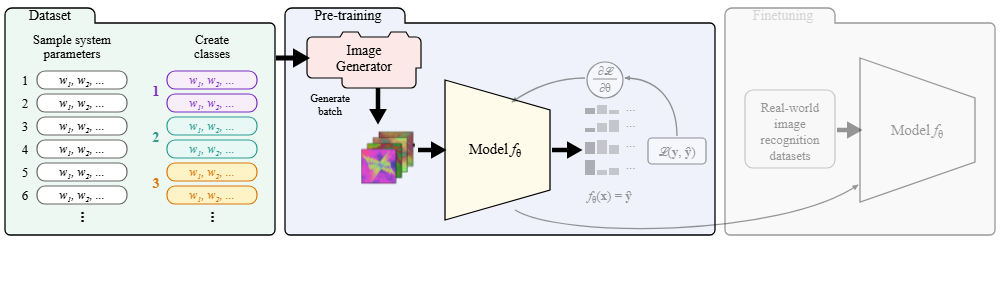 Dataset
Sample system
parameters
Create
classes
1 w₁, w₂, ...
2 w₁, w₂, ...
3 w₁, w₂, ...
4 w₁, w₂, ...
5 w₁, w₂, ...
6 w₁, w₂, ...
⋮
1
w₁, w₂, ...
w₁, w₂, ...
2
w₁, w₂, ...
w₁, w₂, ...
3
w₁, w₂, ...
w₁, w₂, ...
⋮
Pre-training
Image
Generator
Generate
batch
Model fθ
∂ℒ
∂θ
...
...
...
...
ℒ(y, ŷ)
fθ(x) = ŷ
Finetuning
Real-world
image
recognition
datasets
Model fθ